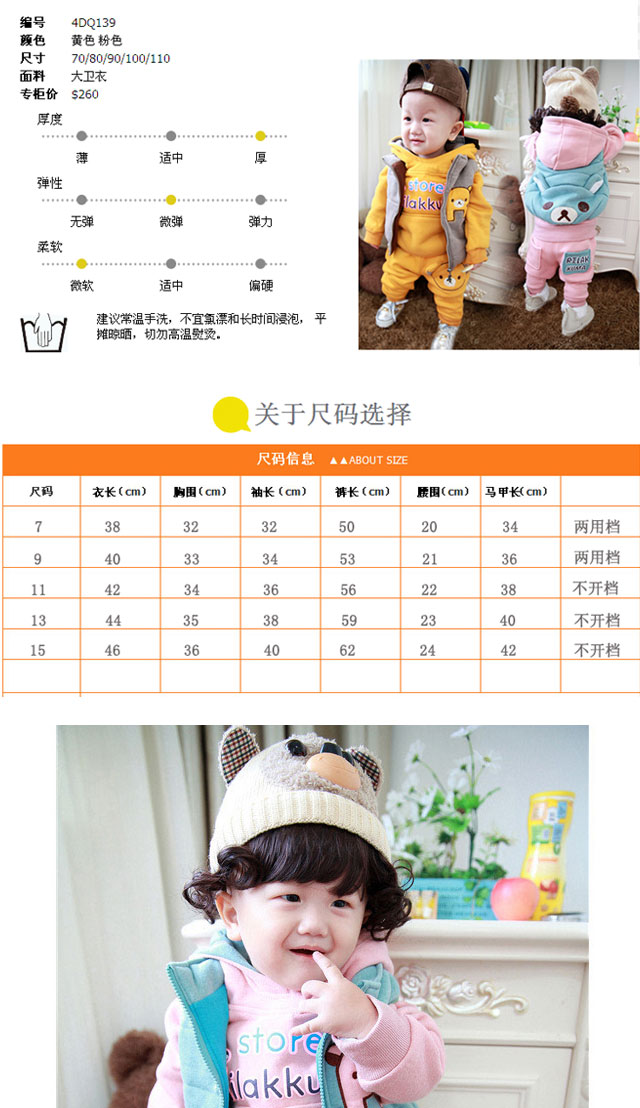 编号 4DQ139
颜色 黄色 粉色
尺寸 70/80/90/100/110
面料 大卫衣
专柜价 $260
厚度
薄 适中 厚
弹性
无弹 微弹 弹力
柔软
微软 适中 偏硬
建议常温手洗，不宜氯漂和长时间浸泡， 平
摊晾晒，切勿高温熨烫。
store
ilakku
RILAK
KUMA
关于尺码选择
尺码信息 ▲▲ABOUT SIZE
尺码 衣长（cm） 胸围（cm） 袖长（cm） 裤长（cm） 腰围（cm） 马甲长(cm）
7 38 32 32 50 20 34 两用档
9 40 33 34 53 21 36 两用档
11 42 34 36 56 22 38 不开档
13 44 35 38 59 23 40 不开档
15 46 36 40 62 24 42 不开档
store
ilakku